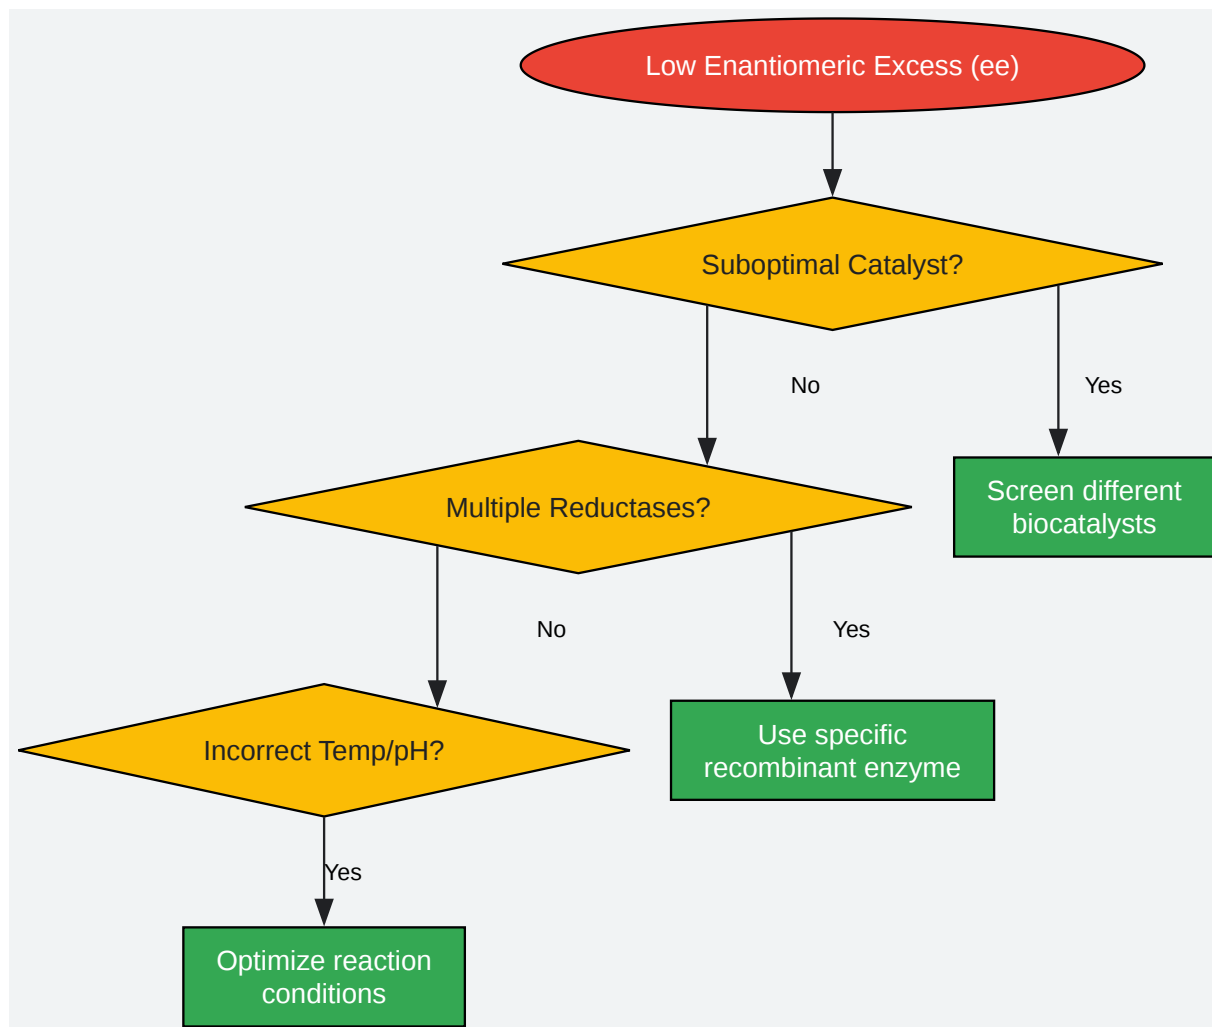 Low Enantiomeric Excess (ee)
Suboptimal Catalyst?
No
Yes
Multiple Reductases?
Screen different
biocatalysts
No
Yes
Incorrect Temp/pH?
Use specific
recombinant enzyme
Yes
Optimize reaction
conditions